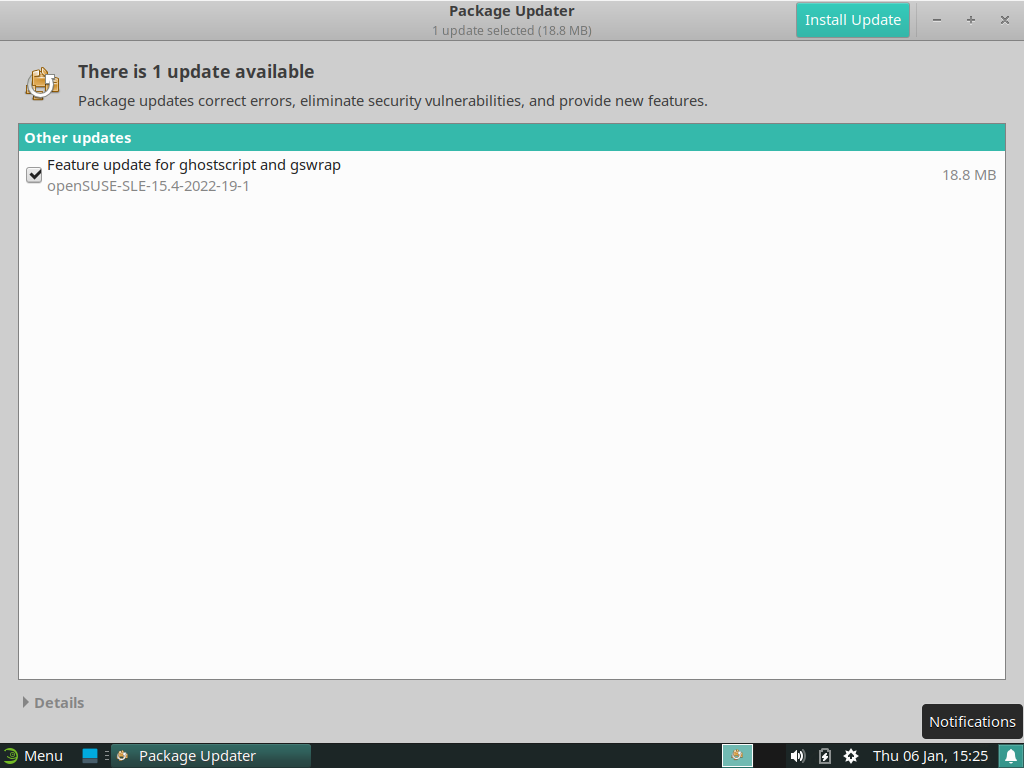 Package Updater
1 update selected (18.8 MB)
Install Update
There is 1 update available
Package updates correct errors, eliminate security vulnerabilities, and provide new features.
Other updates
Feature update for ghostscript and gswrap
openSUSE-SLE-15.4-2022-19-1
18.8 MB
Details
Notifications
Menu
Package Updater
Thu 06 Jan, 15:25